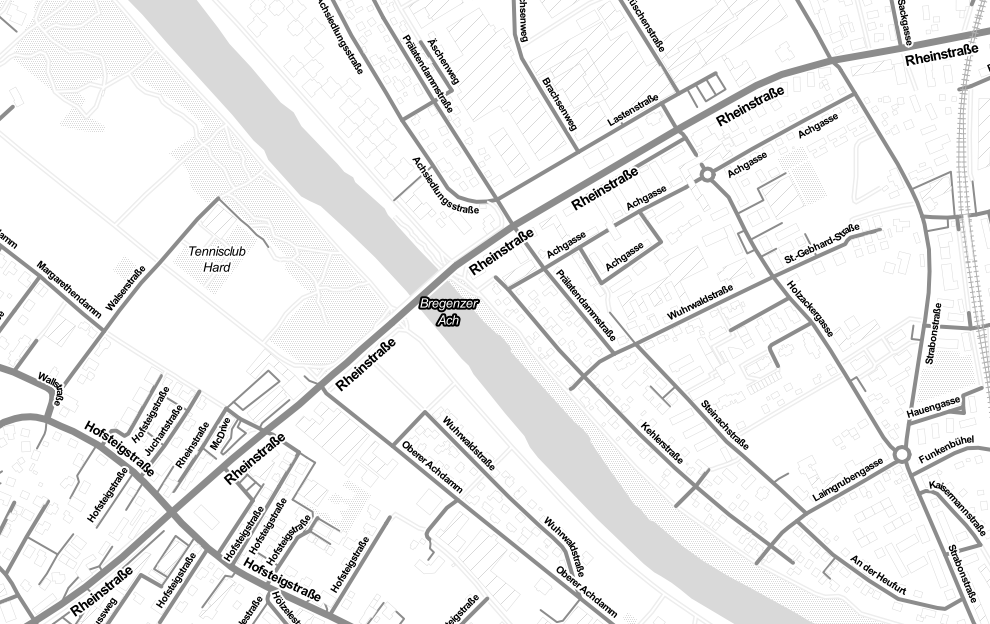 Achsiedlungsstraße
Prälatendammstraße
Äschenweg
Brachsenweg
Lastenstraße
Sackgasse
Rheinstraße
Rheinstraße
Achgasse
Achgasse
Achsiedlungsstraße
Rheinstraße
Achgasse
Rheinstraße
Achgasse
Achgasse
St.-Gebhard-Straße
Tennisclub
Hard
Margarethendamm
Walserstraße
Prälatendammstraße
Wuhrwaldstraße
Holzackergasse
Bregenzer
Ach
Strabonstraße
Rheinstraße
Wallstraße
Hofsteigstraße
Juchartstraße
Rheinstraße
McDrive
Hofsteigstraße
Rheinstraße
Hofsteigstraße
Oberer Achdamm
Wuhrwaldstraße
Kehlerstraße
Steinachstraße
Hauengasse
Funkenbühel
Laimgrubengasse
Kaisermannstraße
Hofsteigstraße
Hofsteigstraße
Hofsteigstraße
Hofsteigstraße
Wuhrwaldstraße
Oberer Achdamm
An der Heufurt
Strabonstraße
Rheinstraße
Hofsteigstraße
Hofsteigstraße